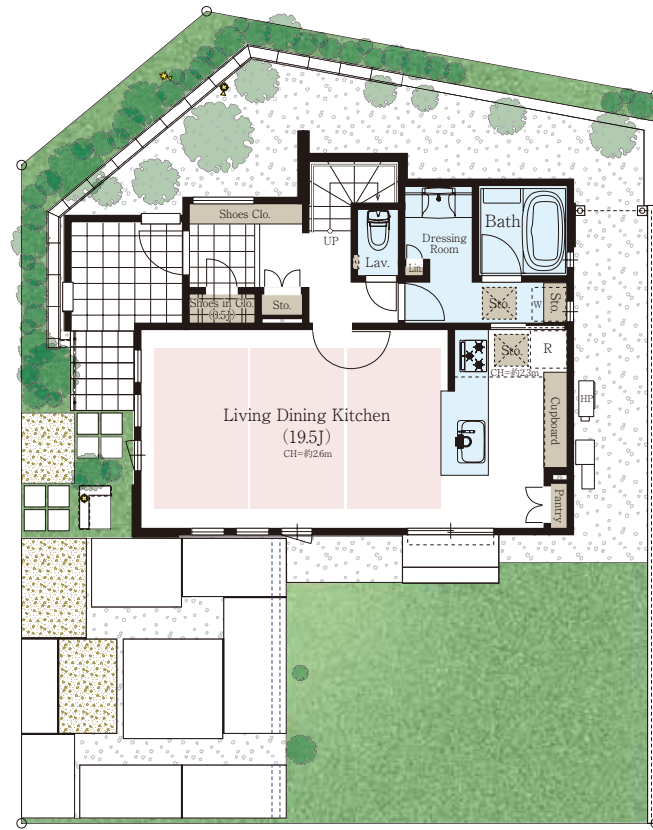 Shoes Clo.
UP
Lav.
Dressing
Room
Bath
Lin.
Shoes in Clo.
(0.5J)
Sto.
Sto.
W
Sto.
Sto.
R
CH=約2.3m
Living Dining Kitchen
(19.5J)
CH=約2.6m
Cupboard
HP
Pantry